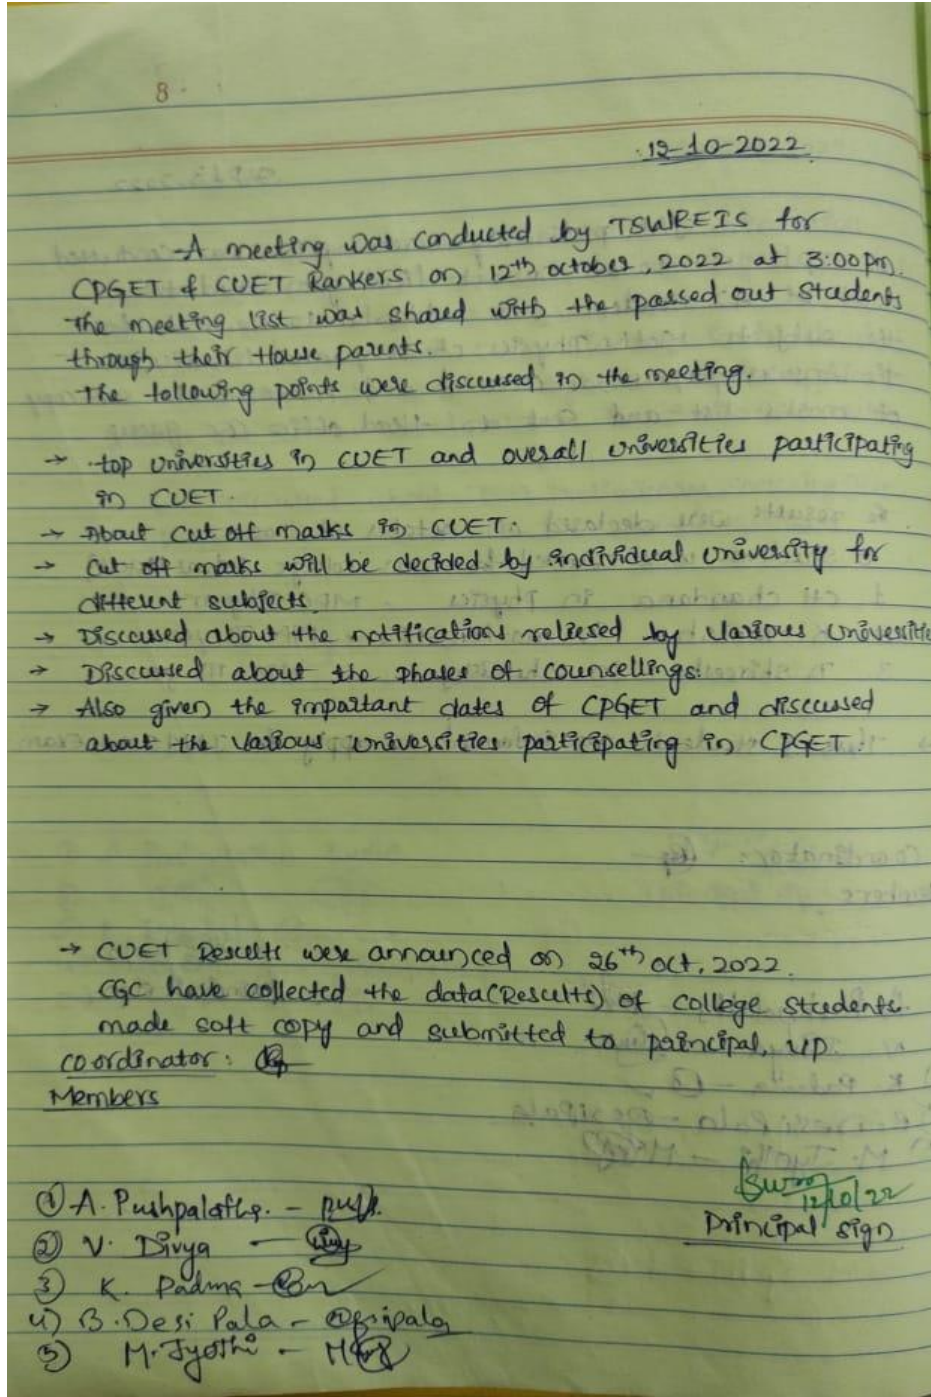 8.
12-10-2022
A meeting was conducted by TSWREIS for
CPGET & CUET Rankers on 12th october, 2022 at 3:00pm.
The meeting list was shared with the passed out students
through their House parents.
The following points were discussed in the meeting.
→ top universities in CUET and overall universities participating
in CUET.
→ About cut off marks in CUET.
→ cut off marks will be decided by individual university for
different subjects.
→ Discussed about the notifications reliesed by various universitie
→ Discussed about the phases of counsellings.
→ Also given the important dates of CPGET and discussed
about the various universities participating in CPGET.
→ CUET Results were announced on 26th oct, 2022.
CGC have collected the data(Results) of college students.
made soft copy and submitted to principal, UP
coordinator:
Members
① A. Pushpalatha. -
② V. Divya -
③ K. Padma -
4) B. Desi Pala - Desipala
⑤ M. Jyothi -
12/10/22
Principal sign